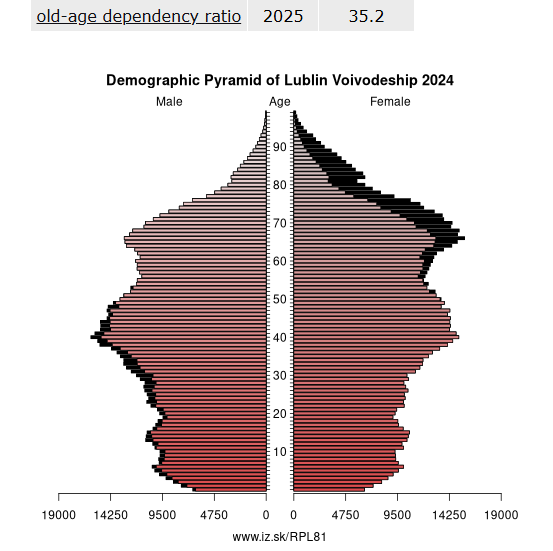 old-age dependency ratio 2025 35.2
Demographic Pyramid of Lublin Voivodeship 2024
Male Age Female
90
80
70
60
50
40
30
20
10
19000 14250 9500 4750 0 0 4750 9500 14250 19000
www.iz.sk/RPL81